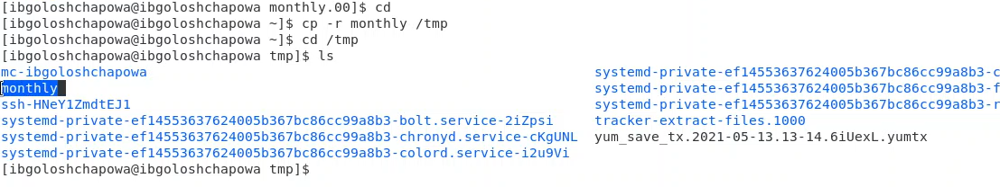 [ibgoloshchapowa@ibgoloshchapowa monthly.00]$ cd
[ibgoloshchapowa@ibgoloshchapowa ~]$ cp -r monthly /tmp
[ibgoloshchapowa@ibgoloshchapowa ~]$ cd /tmp
[ibgoloshchapowa@ibgoloshchapowa tmp]$ ls
mc-ibgoloshchapowa systemd-private-ef14553637624005b367bc86cc99a8b3-c
monthly systemd-private-ef14553637624005b367bc86cc99a8b3-f
ssh-HNeY1ZmdtEJ1 systemd-private-ef14553637624005b367bc86cc99a8b3-r
systemd-private-ef14553637624005b367bc86cc99a8b3-bolt.service-2iZpsi tracker-extract-files.1000
systemd-private-ef14553637624005b367bc86cc99a8b3-chronyd.service-cKgUNL yum_save_tx.2021-05-13.13-14.6iUexL.yumtx
systemd-private-ef14553637624005b367bc86cc99a8b3-colord.service-i2u9Vi
[ibgoloshchapowa@ibgoloshchapowa tmp]$